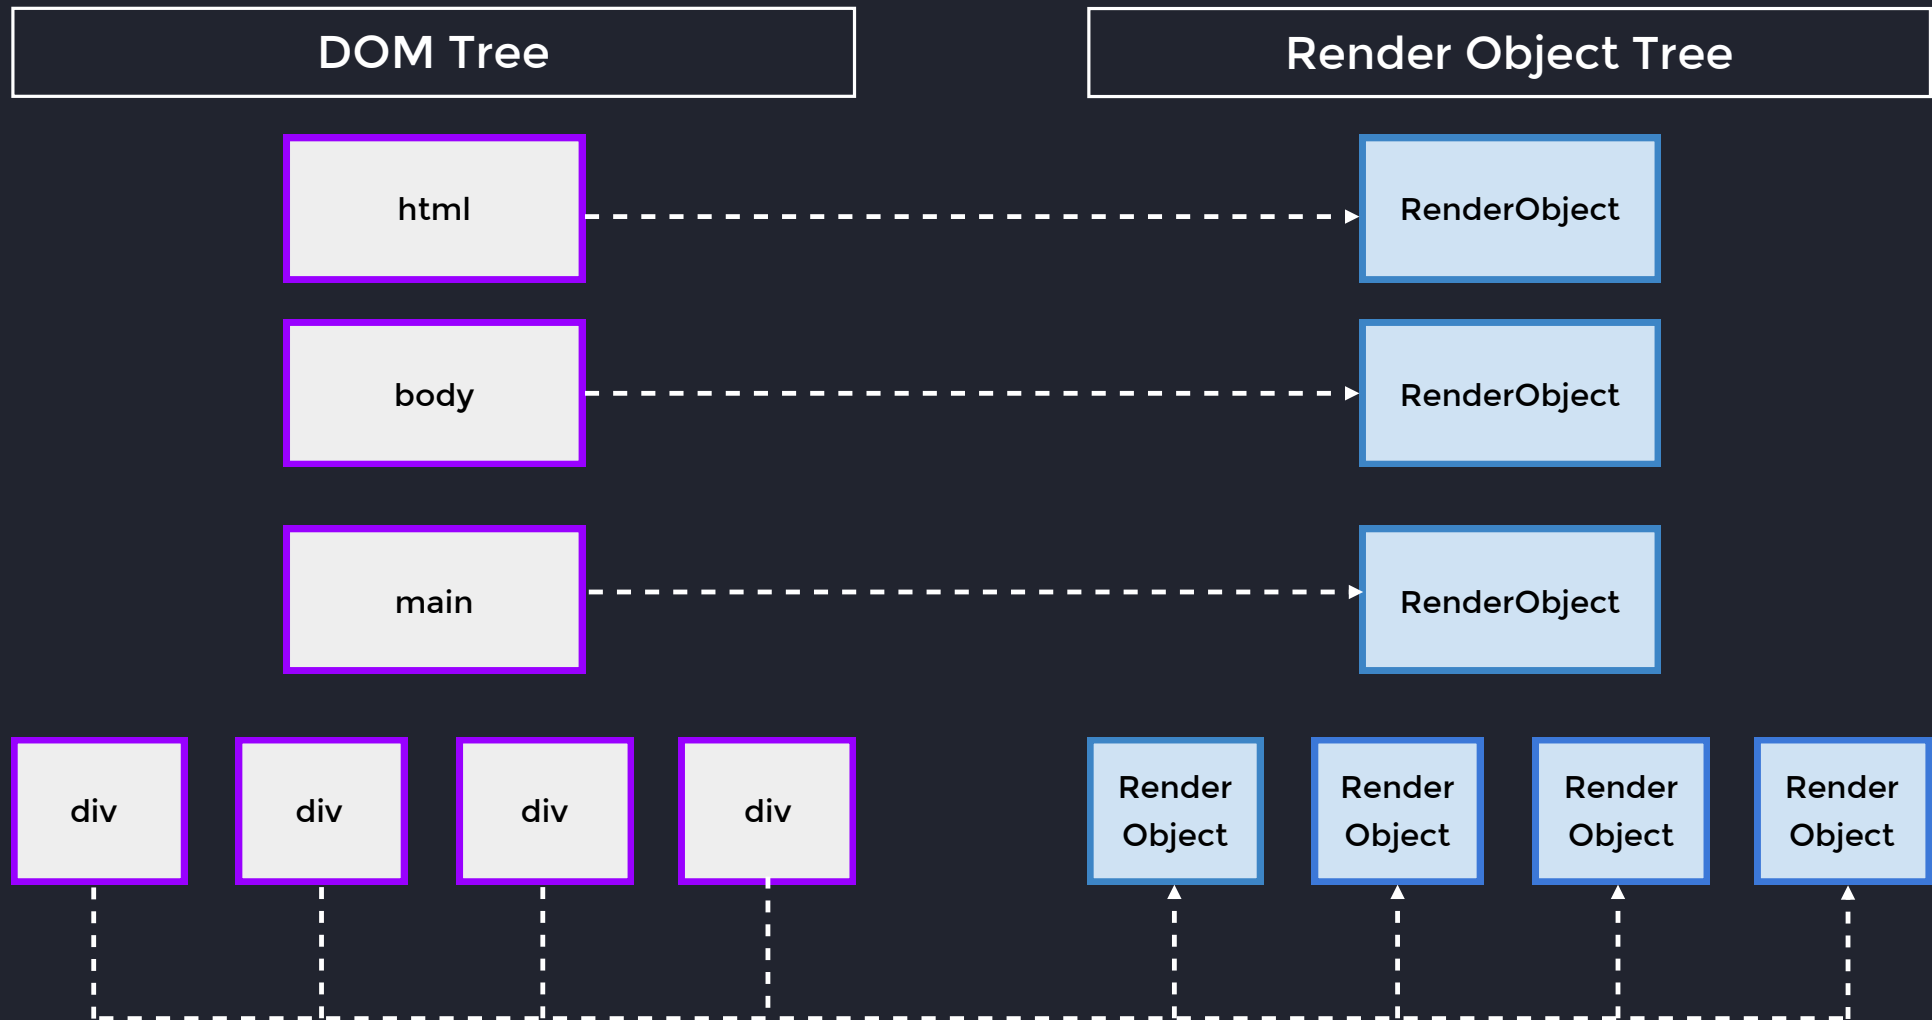 DOM Tree
Render Object Tree
html
RenderObject
body
RenderObject
main
RenderObject
div
div
div
div
Render
Object
Render
Object
Render
Object
Render
Object